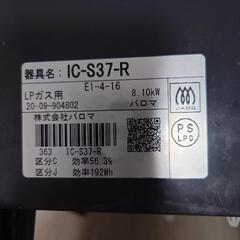 器具名: IC-S37-R
E1-4-16
LPガス用 8.10kW
20・09-904802 パロマ
株式会社パロマ
363 IC-S37-R
区分C 効率56.3%
区分J 効率192Wh
PS
LPG